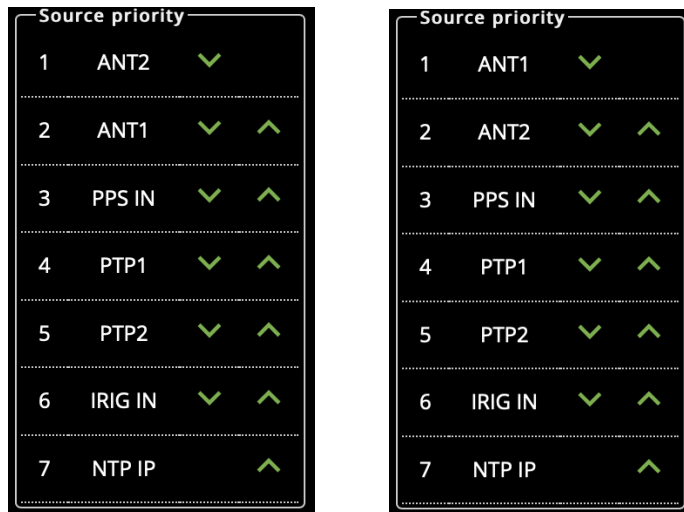 Source priority
1 ANT2
2 ANT1
3 PPS IN
4 PTP1
5 PTP2
6 IRIG IN
7 NTP IP
Source priority
1 ANT1
2 ANT2
3 PPS IN
4 PTP1
5 PTP2
6 IRIG IN
7 NTP IP